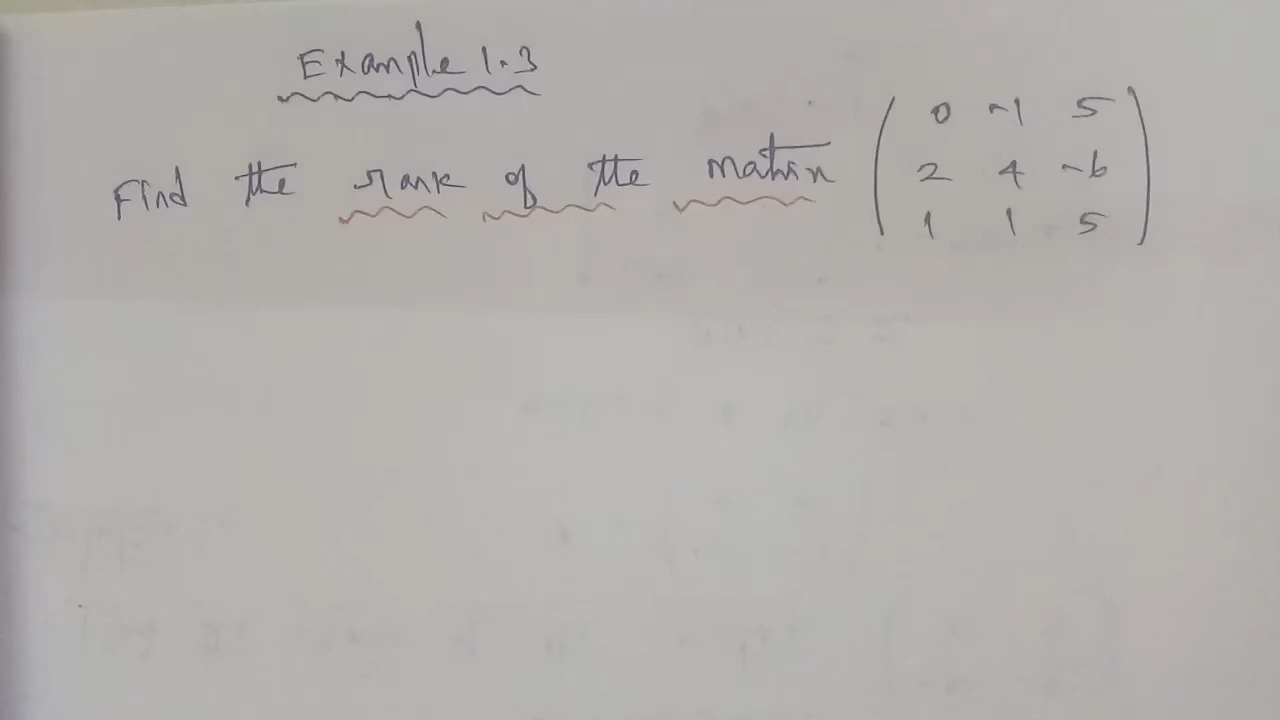 Example 1.3
Find the rank of the matrix
0 -1 5
2 4 -6
1 1 5